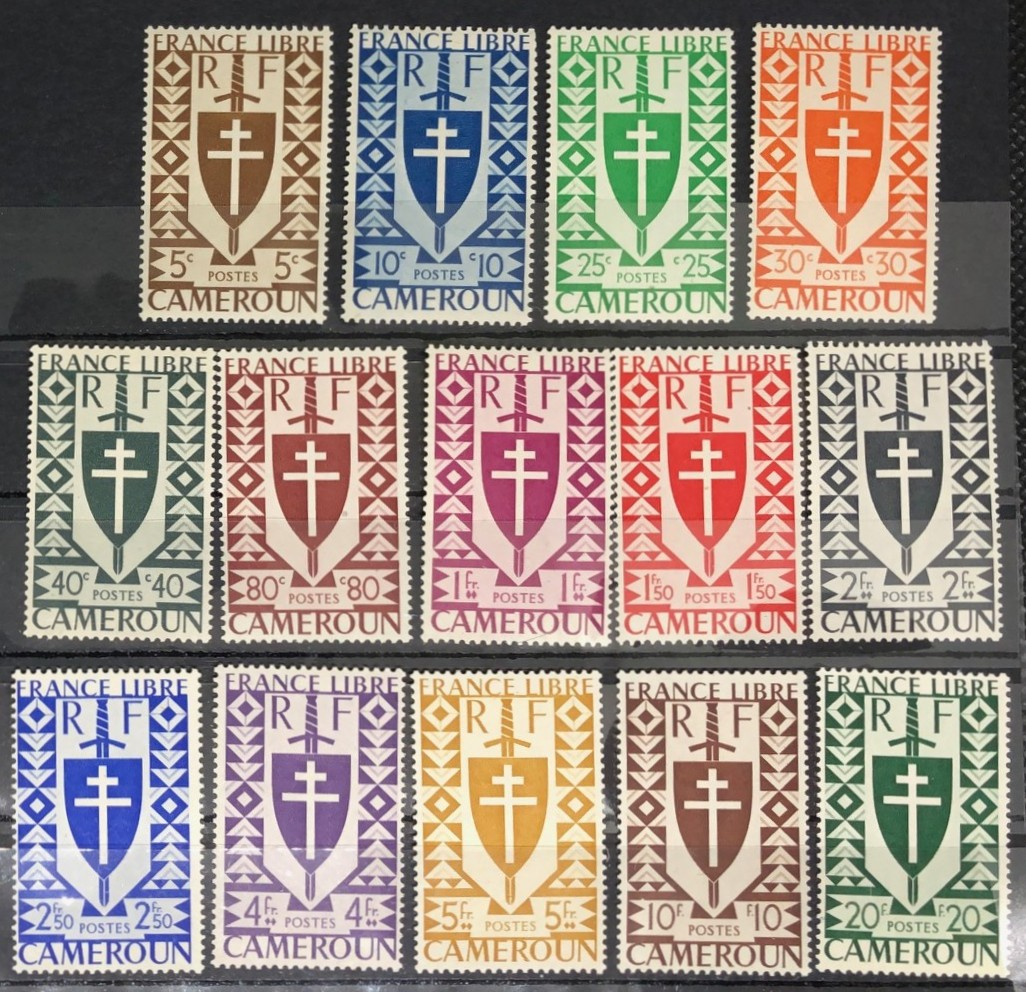 FRANCE LIBRE
R F
5c POSTES 5c
CAMEROUN
FRANCE LIBRE
R F
10c POSTES c10
CAMEROUN
FRANCE LIBRE
R F
25c POSTES c25
CAMEROUN
FRANCE LIBRE
R F
30c POSTES c30
CAMEROUN
FRANCE LIBRE
R F
40c POSTES c40
CAMEROUN
FRANCE LIBRE
R F
80c POSTES c80
CAMEROUN
FRANCE LIBRE
R F
1Fr. POSTES 1Fr.
CAMEROUN
FRANCE LIBRE
R F
1Fr.50 POSTES 1Fr.50
CAMEROUN
FRANCE LIBRE
R F
2Fr. POSTES 2Fr.
CAMEROUN
FRANCE LIBRE
R F
2Fr.50 POSTES 2Fr.50
CAMEROUN
FRANCE LIBRE
R F
4Fr. POSTES 4Fr.
CAMEROUN
FRANCE LIBRE
R F
5Fr. POSTES 5Fr.
CAMEROUN
FRANCE LIBRE
R F
10F. POSTES F.10
CAMEROUN
FRANCE LIBRE
R F
20F. POSTES F.20
CAMEROUN